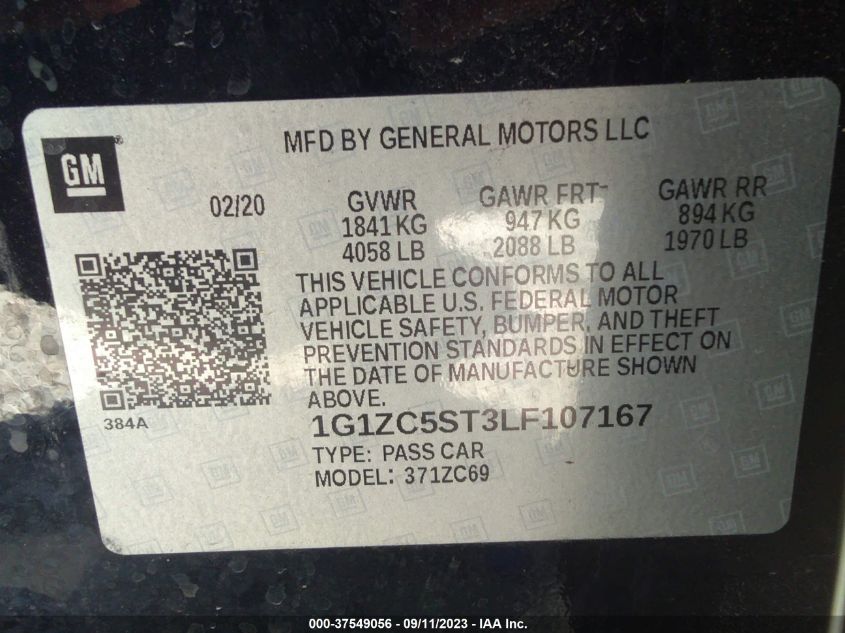 MFD BY GENERAL MOTORS LLC
GM
02/20
GVWR
1841 KG
4058 LB
GAWR FRT
947 KG
2088 LB
GAWR RR
894 KG
1970 LB
THIS VEHICLE CONFORMS TO ALL
APPLICABLE U.S. FEDERAL MOTOR
VEHICLE SAFETY, BUMPER, AND THEFT
PREVENTION STANDARDS IN EFFECT ON
THE DATE OF MANUFACTURE SHOWN
ABOVE.
384A
1G1ZC5ST3LF107167
TYPE: PASS CAR
MODEL: 371ZC69
000-37549056 - 09/11/2023 - IAA Inc.